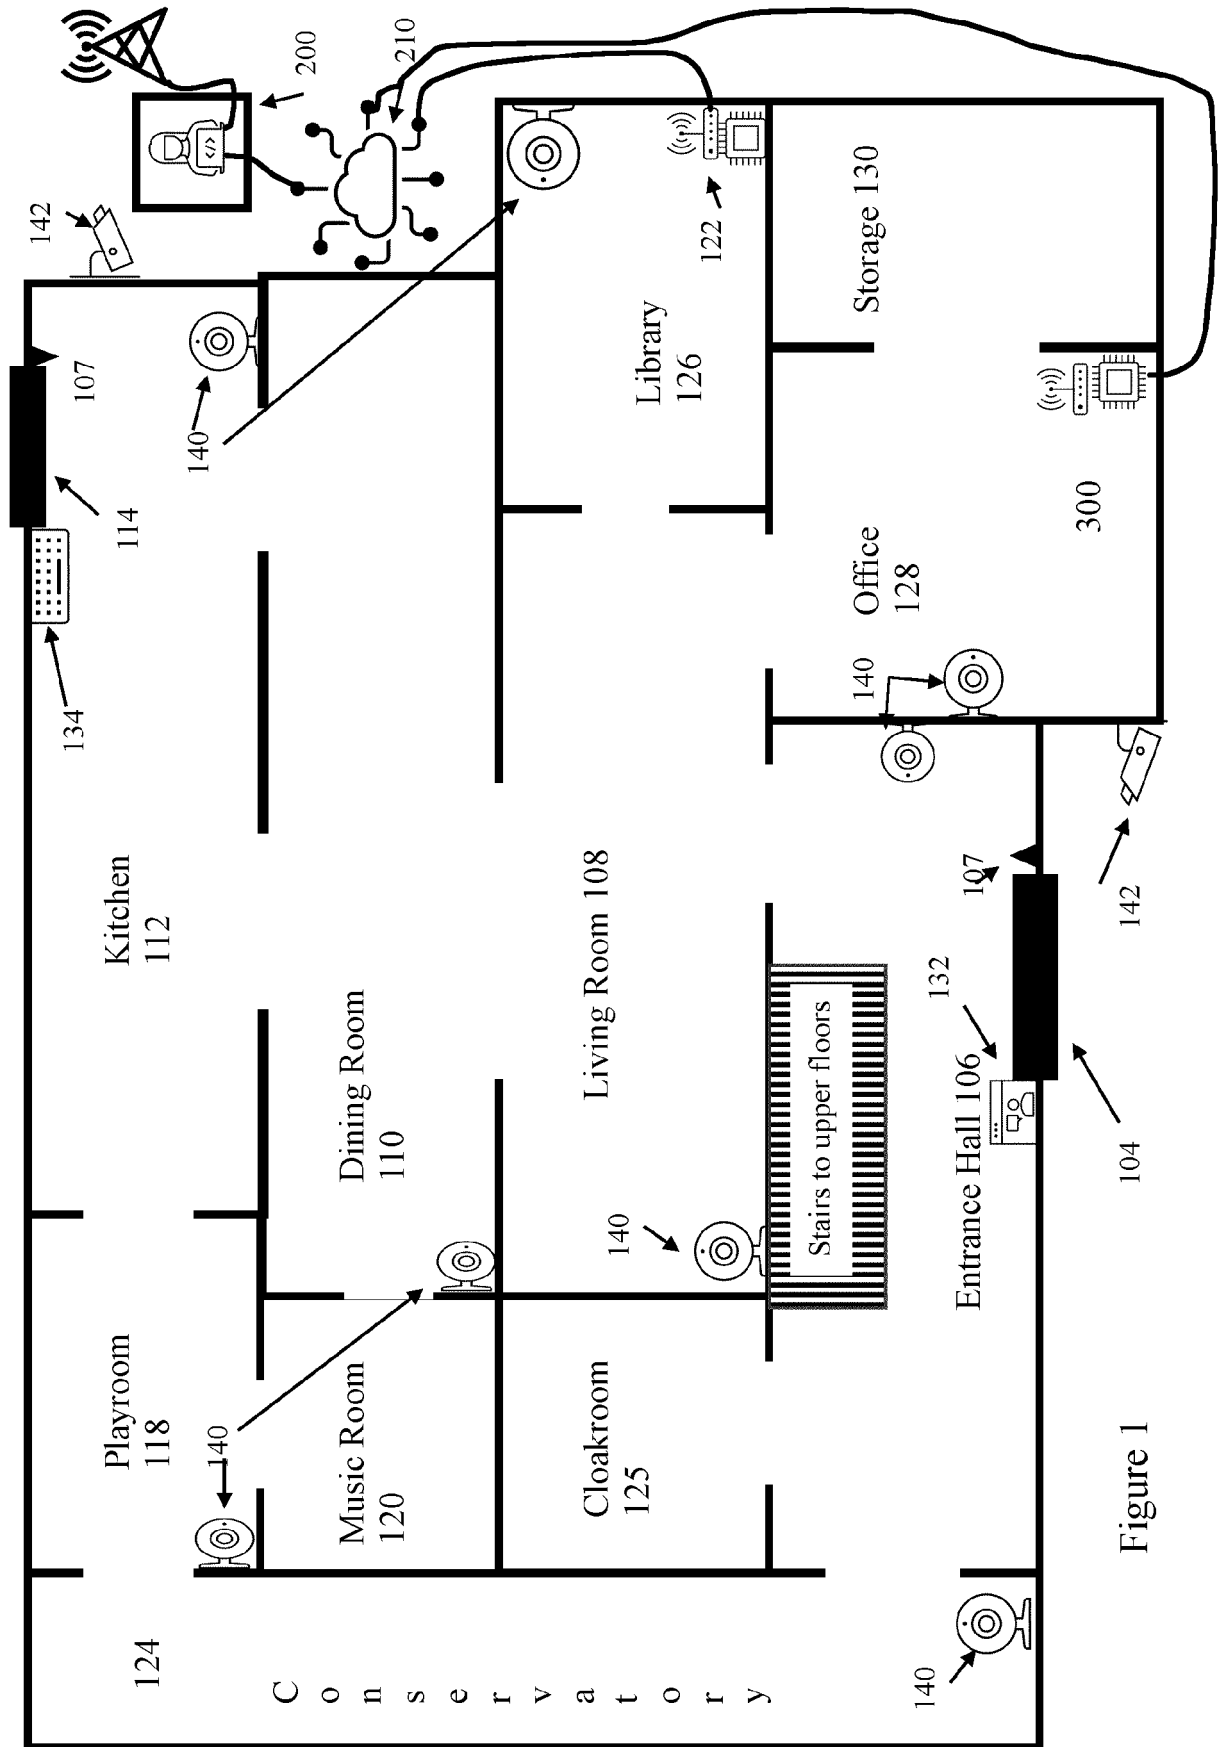 142
134
107
114
124
Playroom
118
Kitchen
112
140
140
200
210
C
o
n
s
e
r
v
a
t
o
r
y
Music Room
120
Dining Room
110
Cloakroom
125
140
Living Room 108
Library
126
122
Stairs to upper floors
140
Office
128
Storage 130
140
Entrance Hall 106
132
107
300
104
142
Figure 1